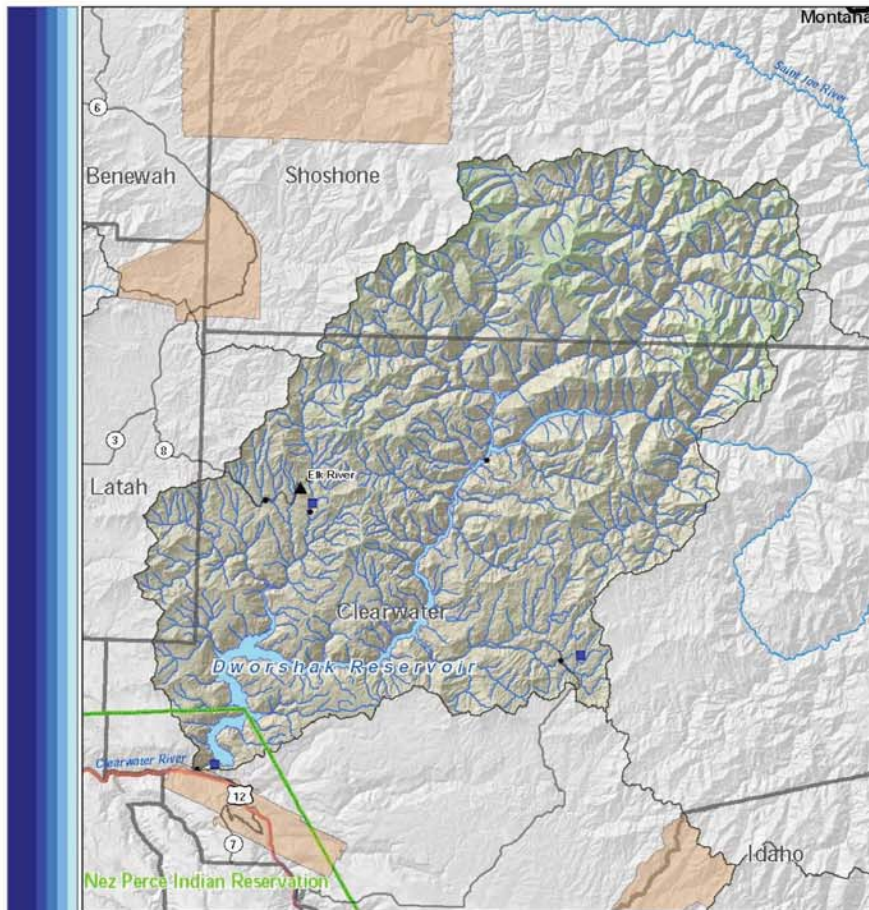 Montana
Saint Joe River
6
Benewah
Shoshone
3
8
Elk River
Latah
Clearwater
Dworshak Reservoir
Clearwater River
12
7
Idaho
Nez Perce Indian Reservation